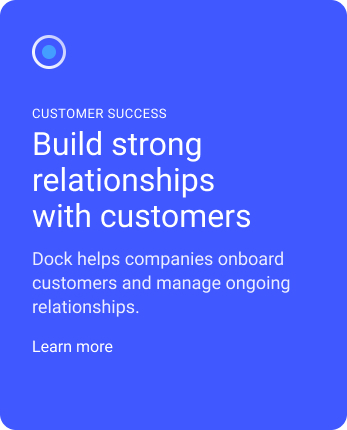 CUSTOMER SUCCESS
Build strong
relationships
with customers
Dock helps companies onboard
customers and manage ongoing
relationships.
Learn more